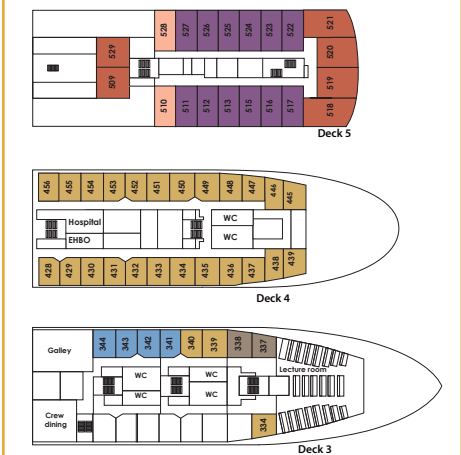 528 527 526 525 524 523 522 521
529 520
509 519
510 511 512 513 515 516 517 518
Deck 5
456 455 454 453 452 451 450 449 448 447 446 445
Hospital WC
EHBO WC
428 429 430 431 432 433 434 435 436 437 438 439
Deck 4
344 343 342 341 340 339 338 337
Galley
Lecture room
WC WC
WC WC
Crew
dining
334
Deck 3